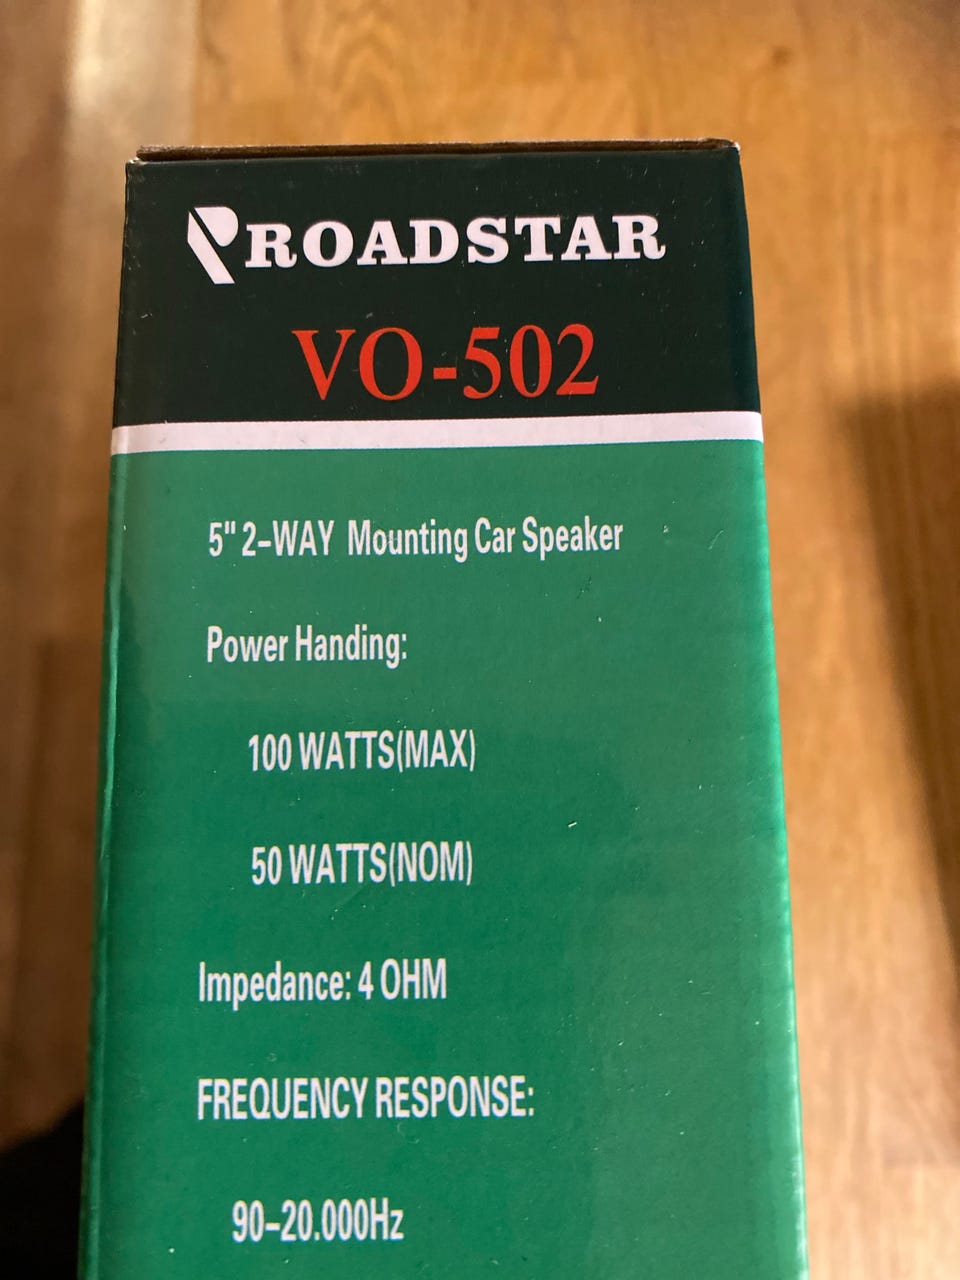 ROADSTAR
VO-502
5" 2-WAY Mounting Car Speaker
Power Handing:
100 WATTS(MAX)
50 WATTS(NOM)
Impedance: 4 OHM
FREQUENCY RESPONSE:
90-20.000Hz